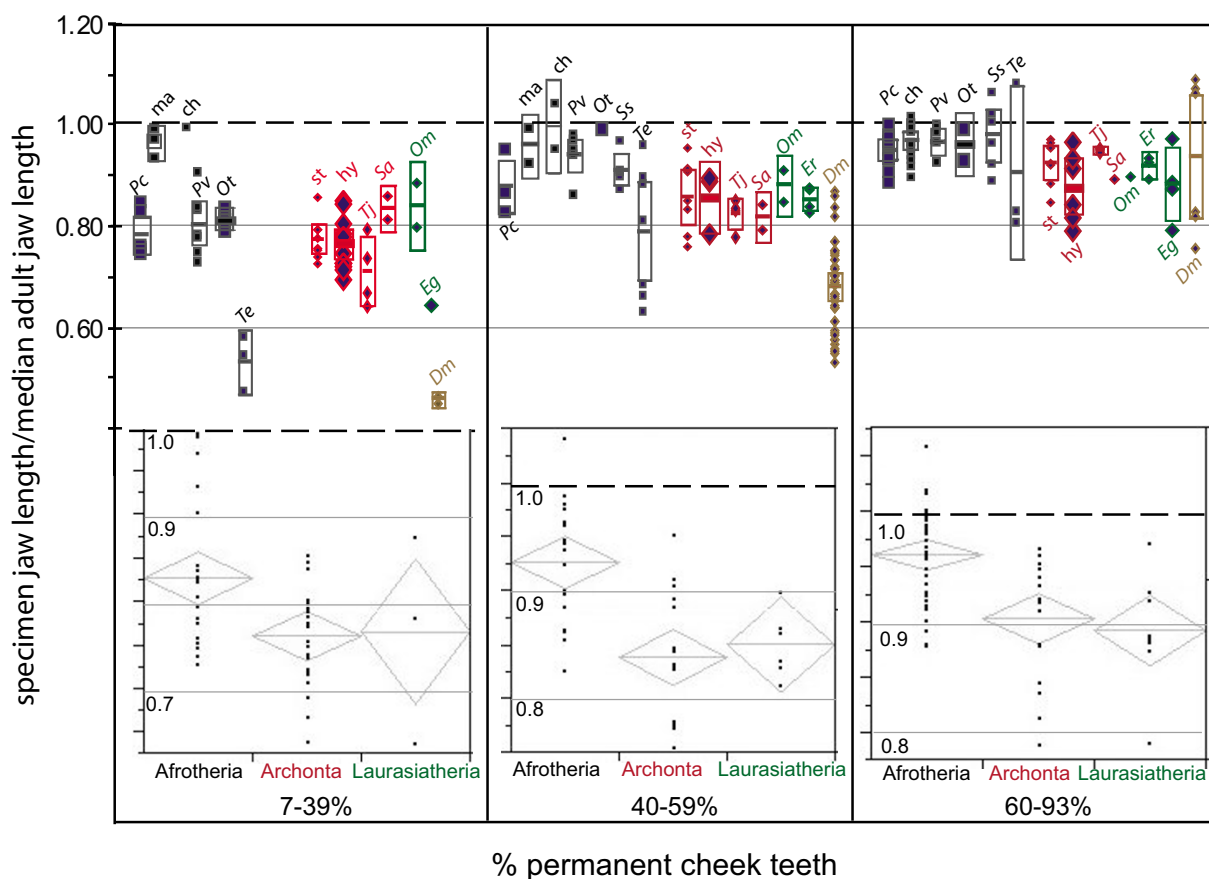 1.20
1.00
0.80
0.60
specimen jaw length/median adult jaw length
Pc
ma
ch
Pv
Ot
Te
st
hy
Tj
Sa
Om
Eg
Dm
Pc
ma
ch
Pv
Ot
Ss
Te
st
hy
Tj
Sa
Om
Er
Dm
Pc
ch
Pv
Ot
Ss
Te
st
hy
Tj
Sa
Om
Er
Eg
Dm
1.0
0.9
0.7
1.0
0.9
0.8
1.0
0.9
0.8
Afrotheria Archonta Laurasiatheria
Afrotheria Archonta Laurasiatheria
Afrotheria Archonta Laurasiatheria
7-39%
40-59%
60-93%
% permanent cheek teeth